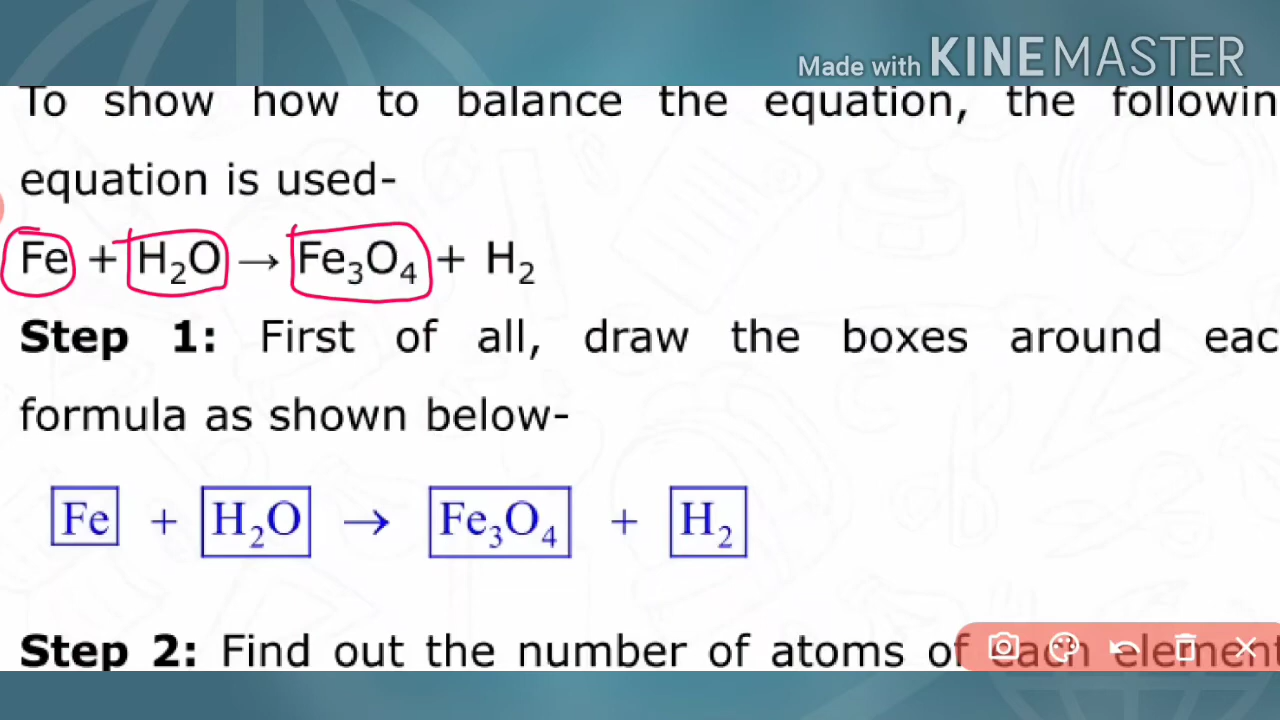 Made with KINEMASTER
To show how to balance the equation, the followin
equation is used-
Fe + H₂O → Fe₃O₄ + H₂
Step 1: First of all, draw the boxes around eac
formula as shown below-
Fe + H₂O → Fe₃O₄ + H₂
Step 2: Find out the number of atoms of each element